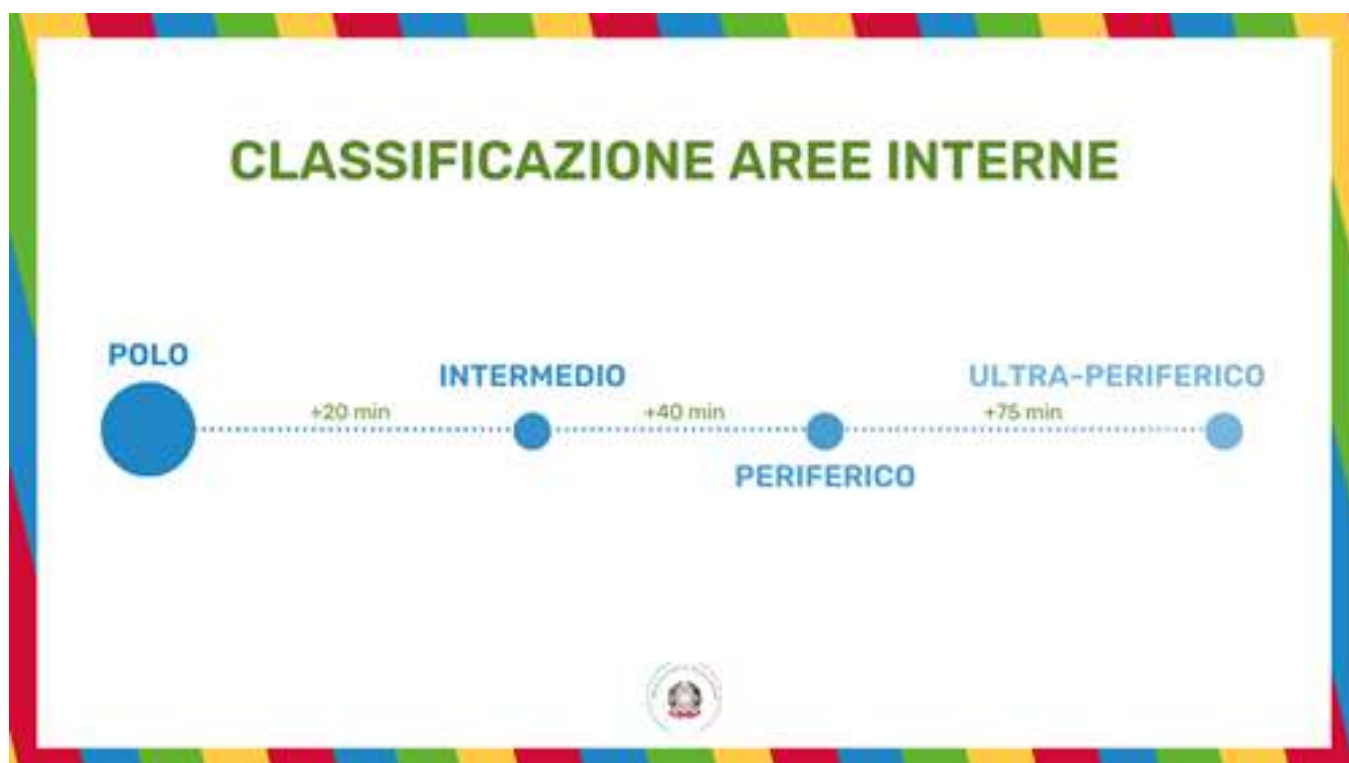 CLASSIFICAZIONE AREE INTERNE
POLO
INTERMEDIO
ULTRA-PERIFERICO
+20 min
+40 min
+75 min
PERIFERICO